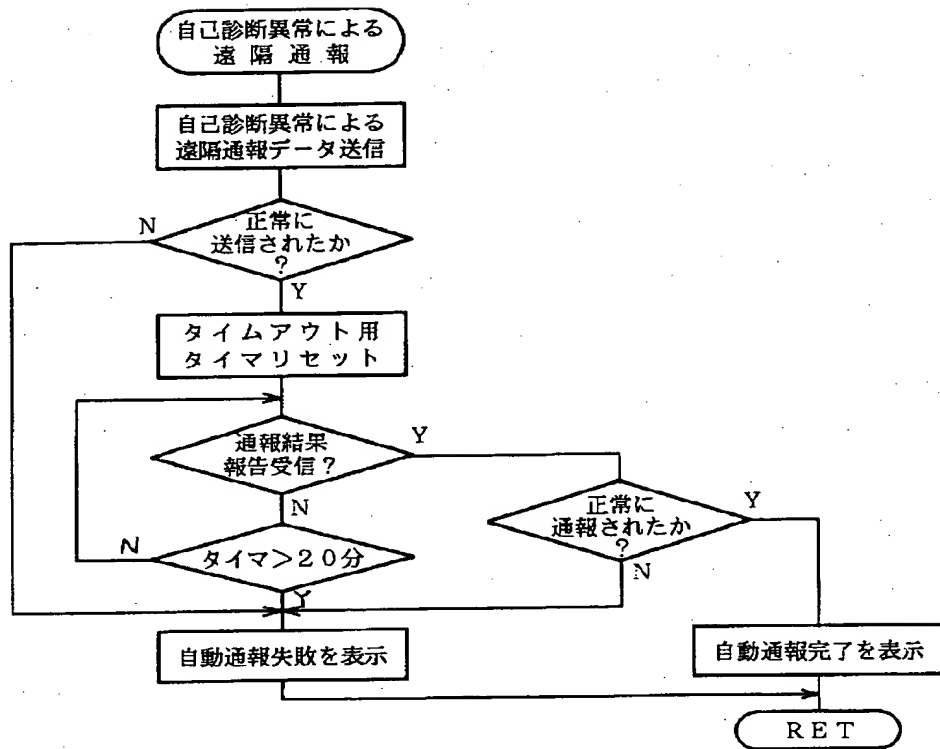 自己診断異常による
遠隔通報
自己診断異常による
遠隔通報データ送信
N
正常に
送信されたか
?
Y
タイムアウト用
タイマリセット
通報結果
報告受信?
Y
N
正常に
通報されたか
?
Y
N
N
タイマ>20分
Y
自動通報失敗を表示
自動通報完了を表示
RET